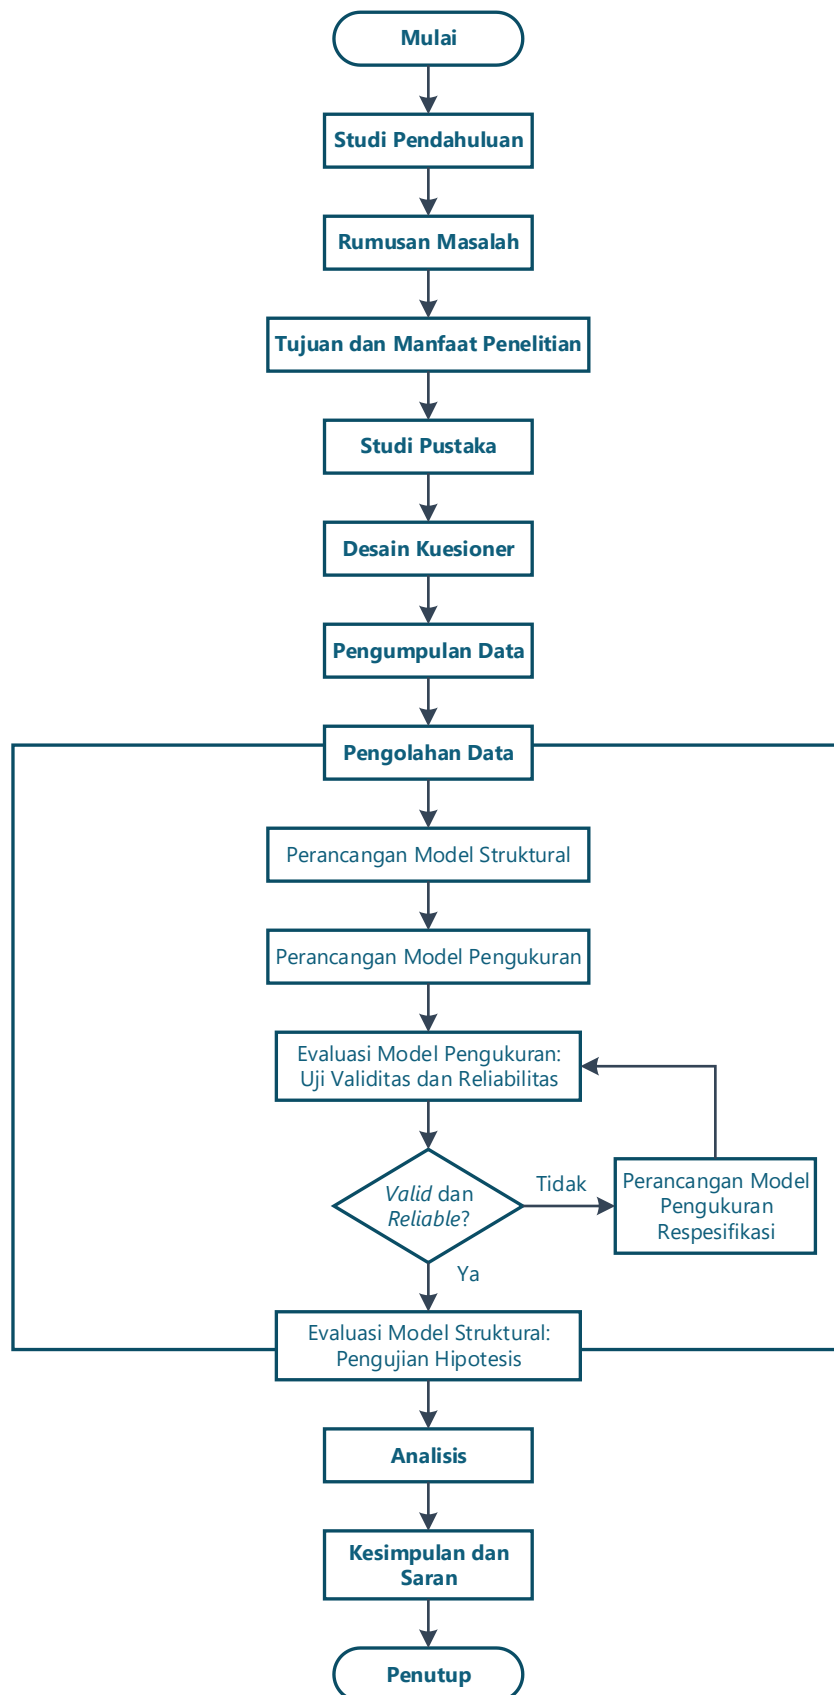 Mulai
Studi Pendahuluan
Rumusan Masalah
Tujuan dan Manfaat Penelitian
Studi Pustaka
Desain Kuesioner
Pengumpulan Data
Pengolahan Data
Perancangan Model Struktural
Perancangan Model Pengukuran
Evaluasi Model Pengukuran:
Uji Validitas dan Reliabilitas
Valid dan
Reliable?
Tidak
Perancangan Model
Pengukuran
Respesifikasi
Ya
Evaluasi Model Struktural:
Pengujian Hipotesis
Analisis
Kesimpulan dan
Saran
Penutup